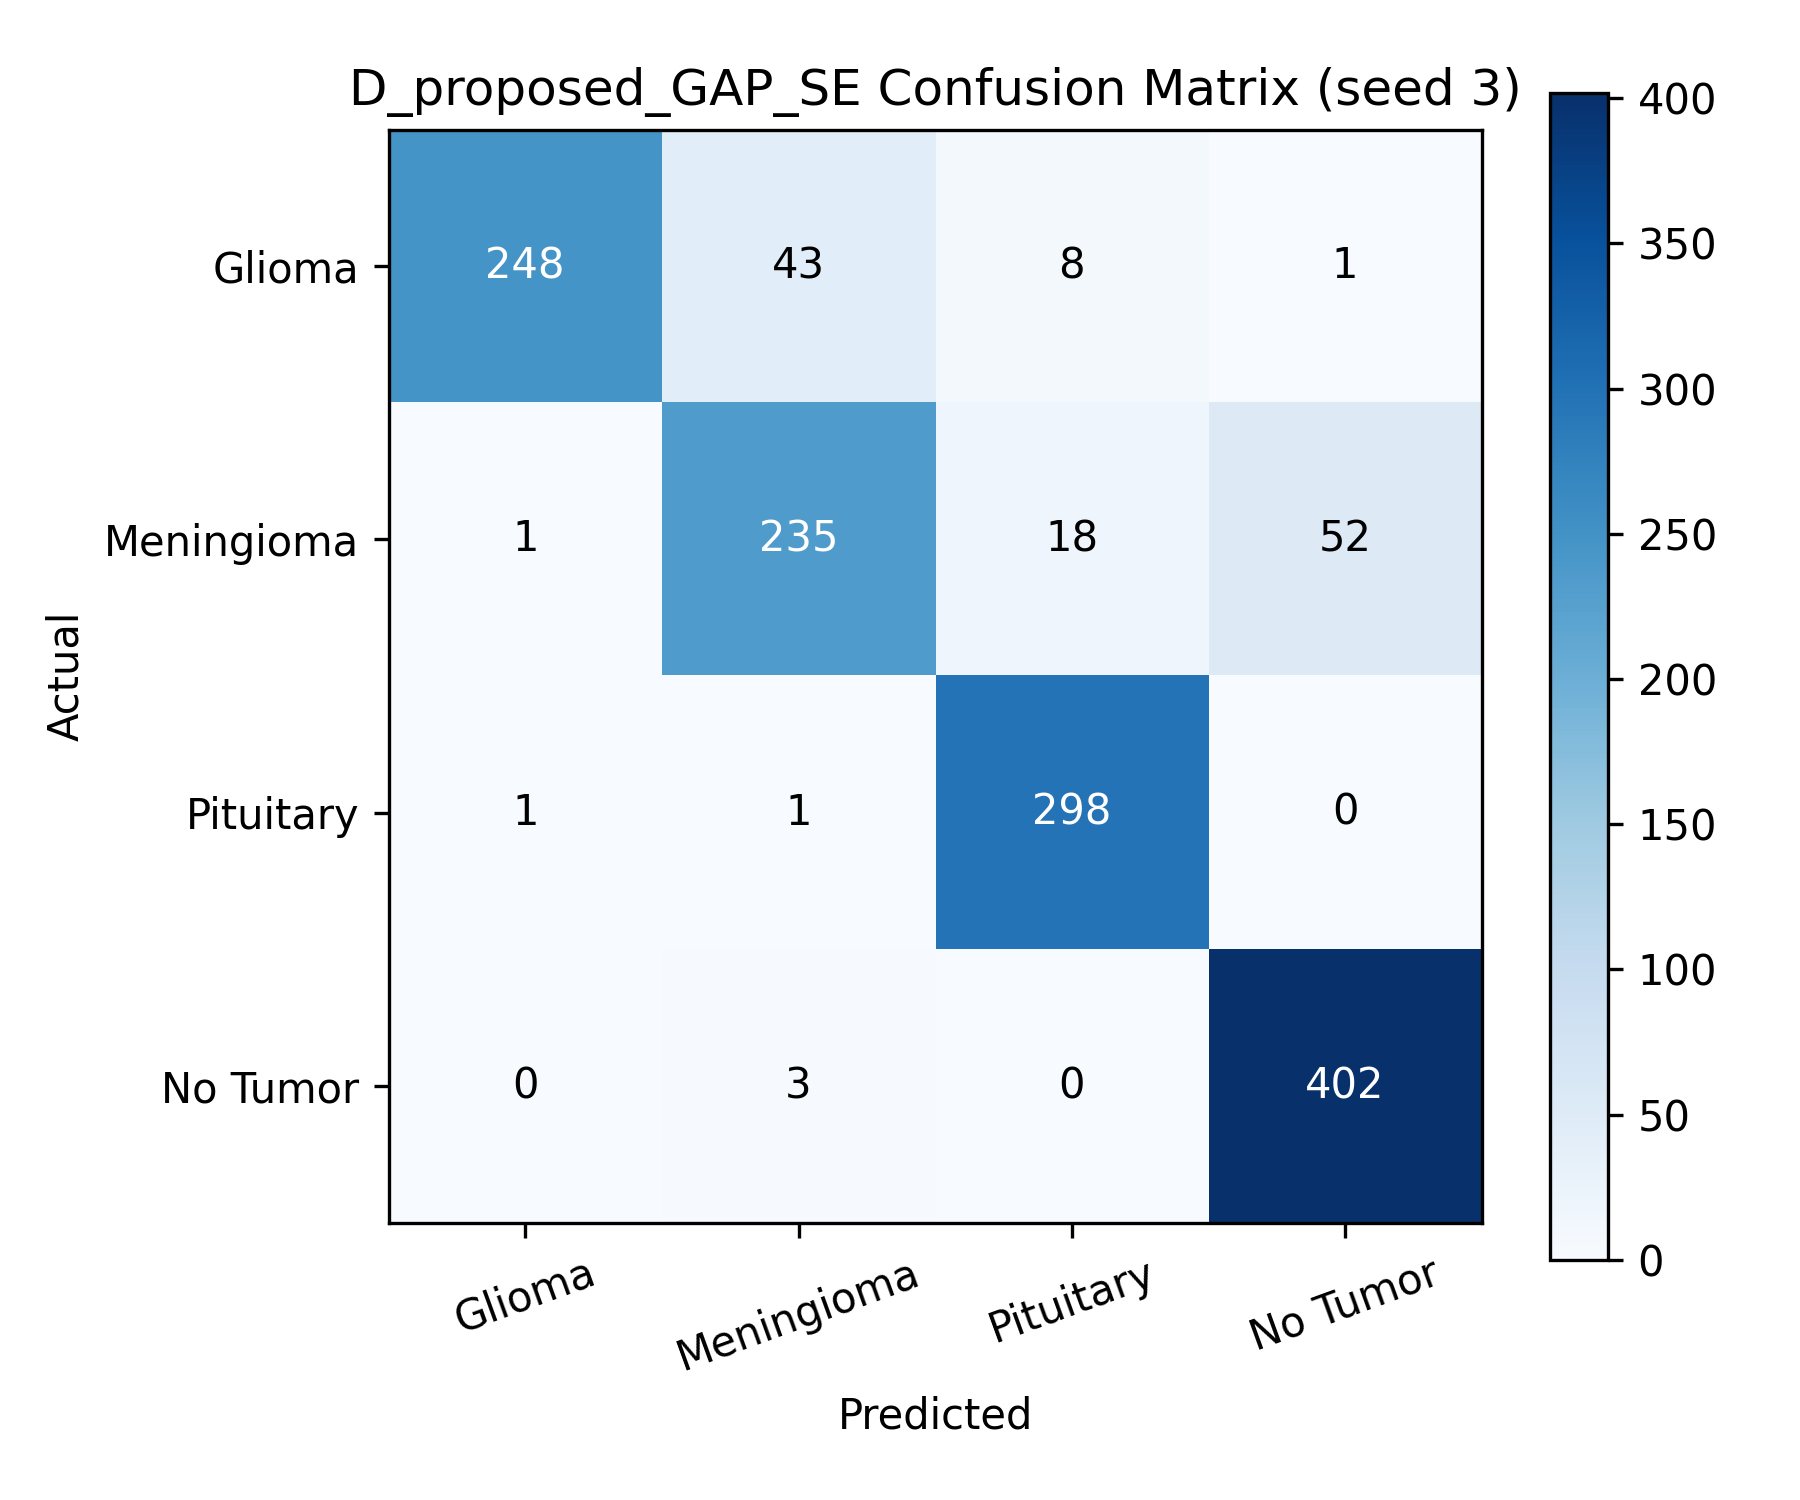 D_proposed_GAP_SE Confusion Matrix (seed 3)
Actual
Glioma 248 43 8 1
Meningioma 1 235 18 52
Pituitary 1 1 298 0
No Tumor 0 3 0 402
Glioma Meningioma Pituitary No Tumor
Predicted
400
350
300
250
200
150
100
50
0